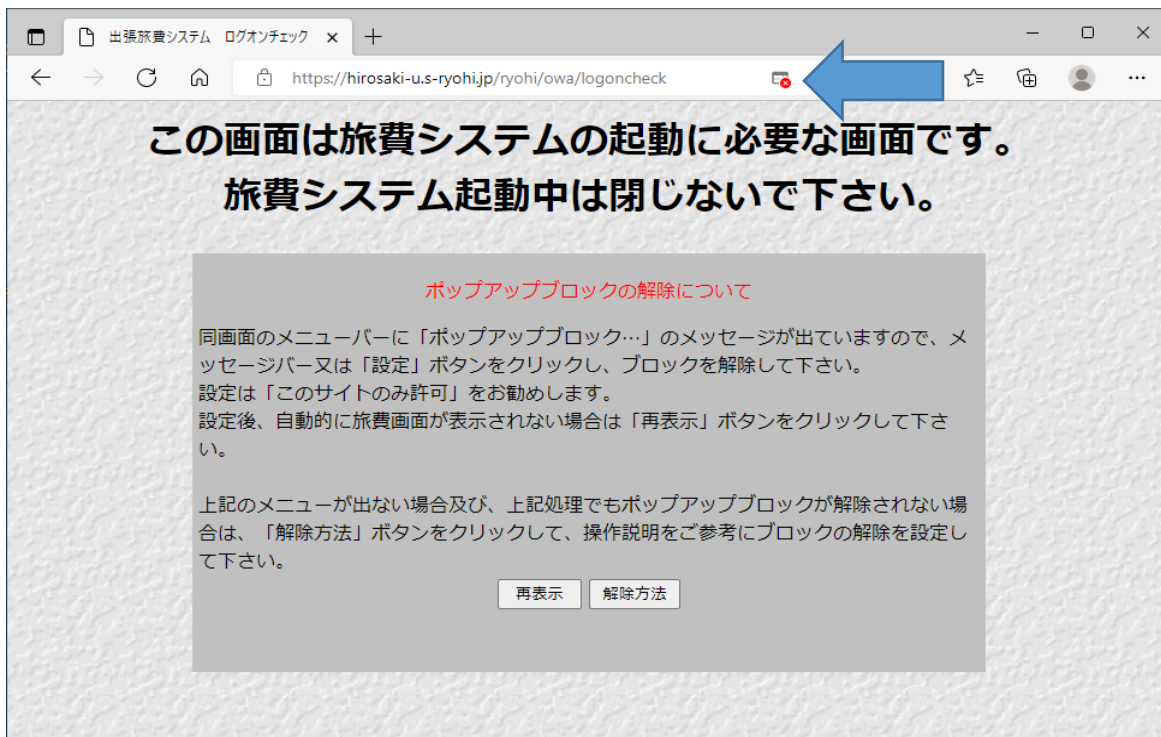 出張旅費システム　ログオンチェック
https://hirosaki-u.s-ryohi.jp/ryohi/owa/logoncheck
この画面は旅費システムの起動に必要な画面です。
旅費システム起動中は閉じないで下さい。
ポップアップブロックの解除について
同画面のメニューバーに「ポップアップブロック…」のメッセージが出ていますので、メ
ッセージバー又は「設定」ボタンをクリックし、ブロックを解除して下さい。
設定は「このサイトのみ許可」をお勧めします。
設定後、自動的に旅費画面が表示されない場合は「再表示」ボタンをクリックして下さ
い。
上記のメニューが出ない場合及び、上記処理でもポップアップブロックが解除されない場
合は、「解除方法」ボタンをクリックして、操作説明をご参考にブロックの解除を設定し
て下さい。
再表示 解除方法